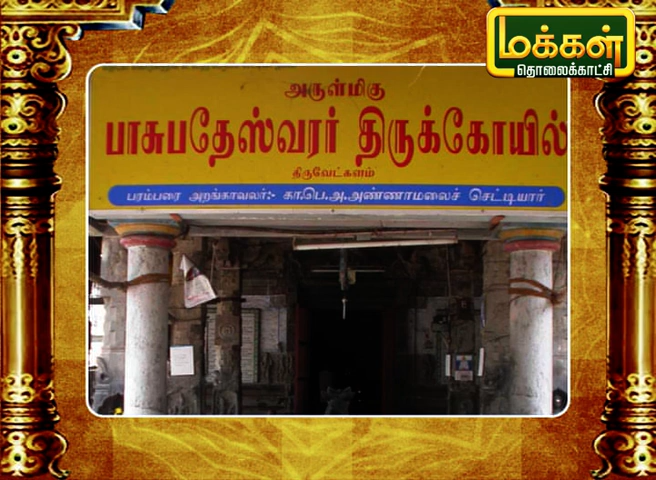 மக்கள்
தொலைக்காட்சி
அருள்மிகு
பாசுபதேஸ்வரர் திருக்கோயில்
திருவேட்களம்
பரம்பரை அறங்காவலர்:- கா.பெ.அ.அண்ணாமலைச் செட்டியார்